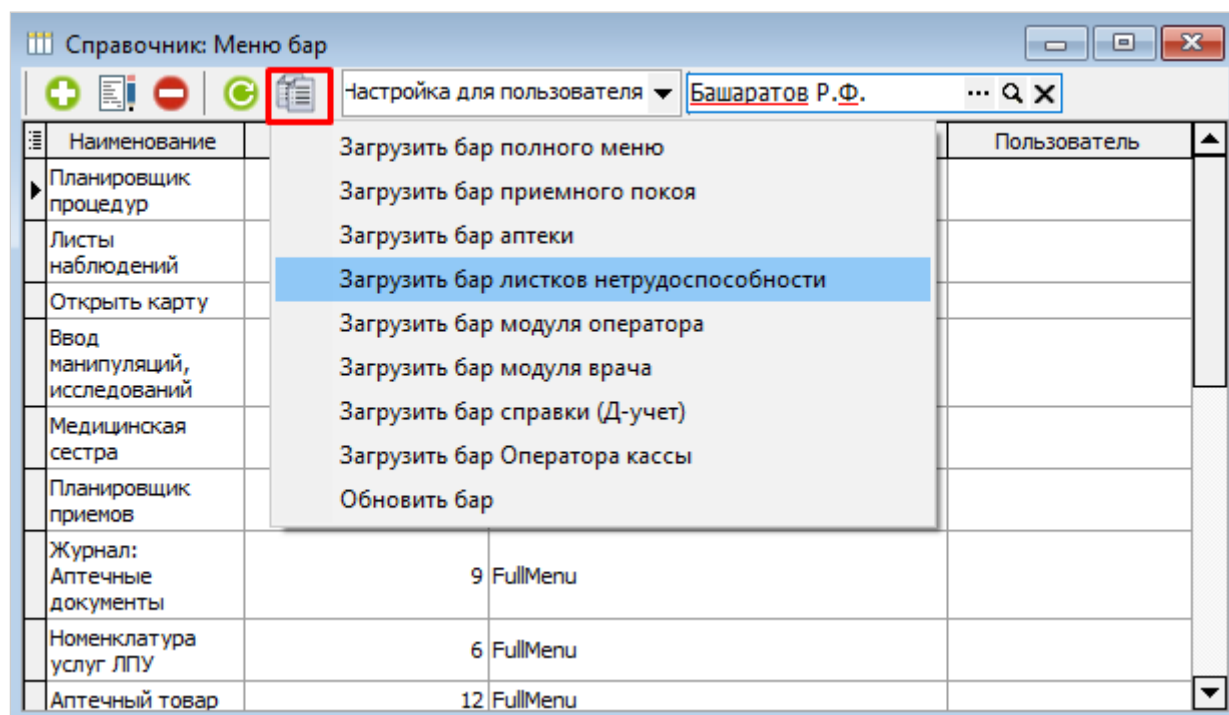 Справочник: Меню бар
Настройка для пользователя Башаратов Р.Ф.
Наименование Пользователь
Загрузить бар полного меню
Загрузить бар приемного покоя
Загрузить бар аптеки
Загрузить бар листков нетрудоспособности
Загрузить бар модуля оператора
Загрузить бар модуля врача
Загрузить бар справки (Д-учет)
Загрузить бар Оператора кассы
Обновить бар
Планировщик
процедур
Листы
наблюдений
Открыть карту
Ввод
манипуляций,
исследований
Медицинская
сестра
Планировщик
приемов
Журнал:
Аптечные 9 FullMenu
документы
Номенклатура
услуг ЛПУ 6 FullMenu
Аптечный товар 12 FullMenu